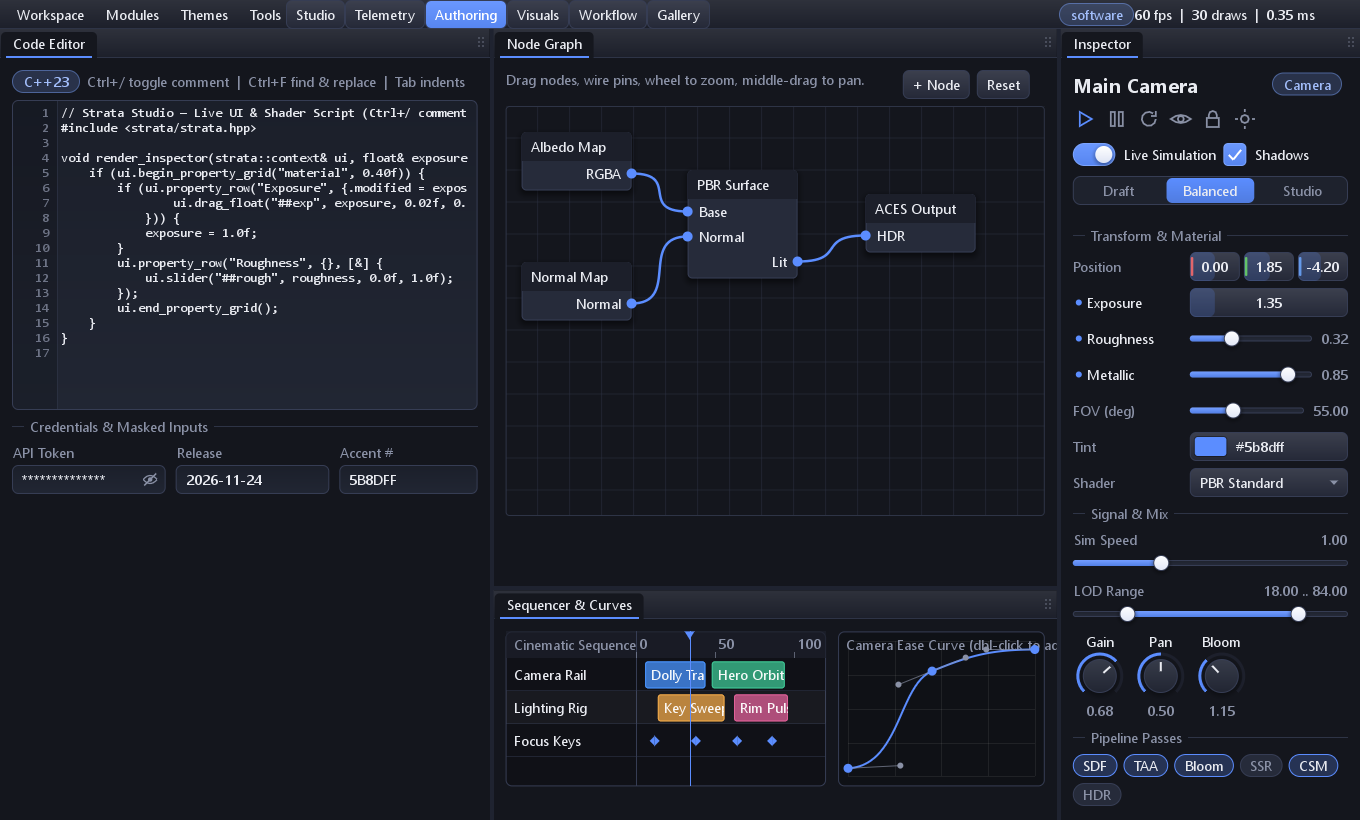 Workspace Modules Themes Tools Studio Telemetry Authoring Visuals Workflow Gallery software 60 fps | 30 draws | 0.35 ms
Code Editor
C++23 Ctrl+/ toggle comment | Ctrl+F find & replace | Tab indents
1 // Strata Studio — Live UI & Shader Script (Ctrl+/ comment
2 #include <strata/strata.hpp>
3
4 void render_inspector(strata::context& ui, float& exposure
5 if (ui.begin_property_grid("material", 0.40f)) {
6 if (ui.property_row("Exposure", {.modified = expos
7 ui.drag_float("##exp", exposure, 0.02f, 0.
8 })) {
9 exposure = 1.0f;
10 }
11 ui.property_row("Roughness", {}, [&] {
12 ui.slider("##rough", roughness, 0.0f, 1.0f);
13 });
14 ui.end_property_grid();
15 }
16 }
17
Credentials & Masked Inputs
API Token Release Accent #
************** 2026-11-24 5B8DFF
Node Graph
Drag nodes, wire pins, wheel to zoom, middle-drag to pan. + Node Reset
Albedo Map
RGBA
PBR Surface
Base
Normal
Lit
Normal Map
Normal
ACES Output
HDR
Sequencer & Curves
Cinematic Sequence 0 50 100
Camera Rail Dolly Tra Hero Orbit
Lighting Rig Key Sweep Rim Pul
Focus Keys
Camera Ease Curve (dbl-click to ad
Inspector
Main Camera Camera
Live Simulation Shadows
Draft Balanced Studio
Transform & Material
Position 0.00 1.85 -4.20
Exposure 1.35
Roughness 0.32
Metallic 0.85
FOV (deg) 55.00
Tint #5b8dff
Shader PBR Standard
Signal & Mix
Sim Speed 1.00
LOD Range 18.00 .. 84.00
Gain Pan Bloom
0.68 0.50 1.15
Pipeline Passes
SDF TAA Bloom SSR CSM
HDR